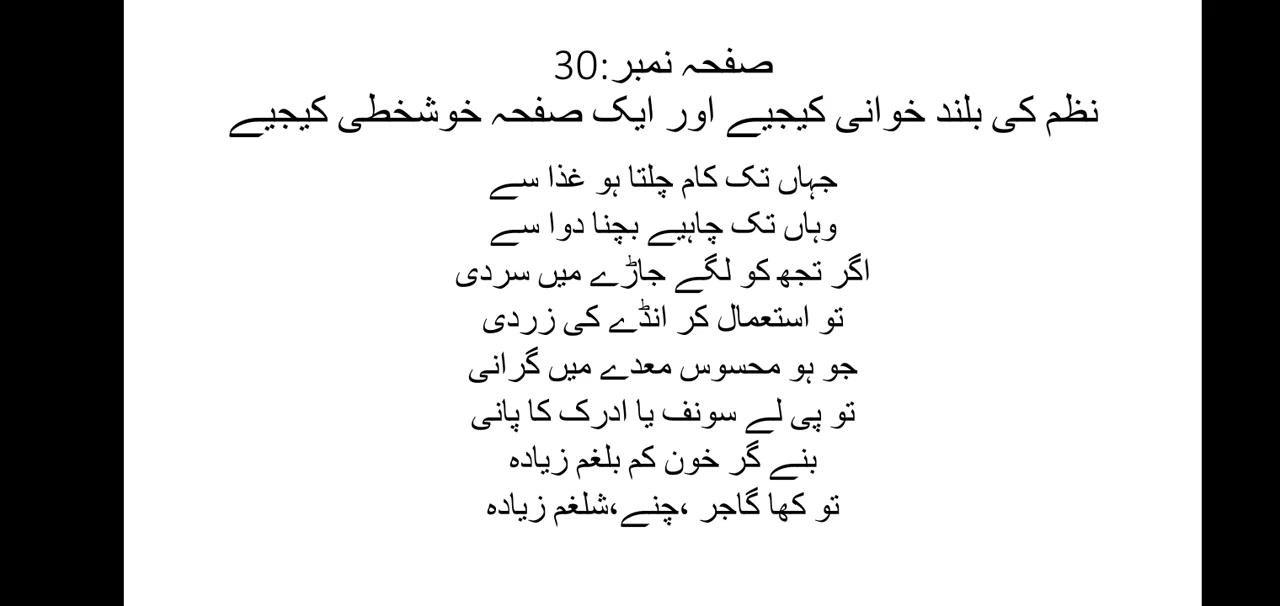 صفحہ نمبر:30
نظم کی بلند خوانی کیجیے اور ایک صفحہ خوشخطی کیجیے
جہاں تک کام چلتا ہو غذا سے
وہاں تک چاہیے بچنا دوا سے
اگر تجھ کو لگے جاڑے میں سردی
تو استعمال کر انڈے کی زردی
جو ہو محسوس معدے میں گرانی
تو پی لے سونف یا ادرک کا پانی
بنے گر خون کم بلغم زیادہ
تو کھا گاجر ،چنے،شلغم زیادہ